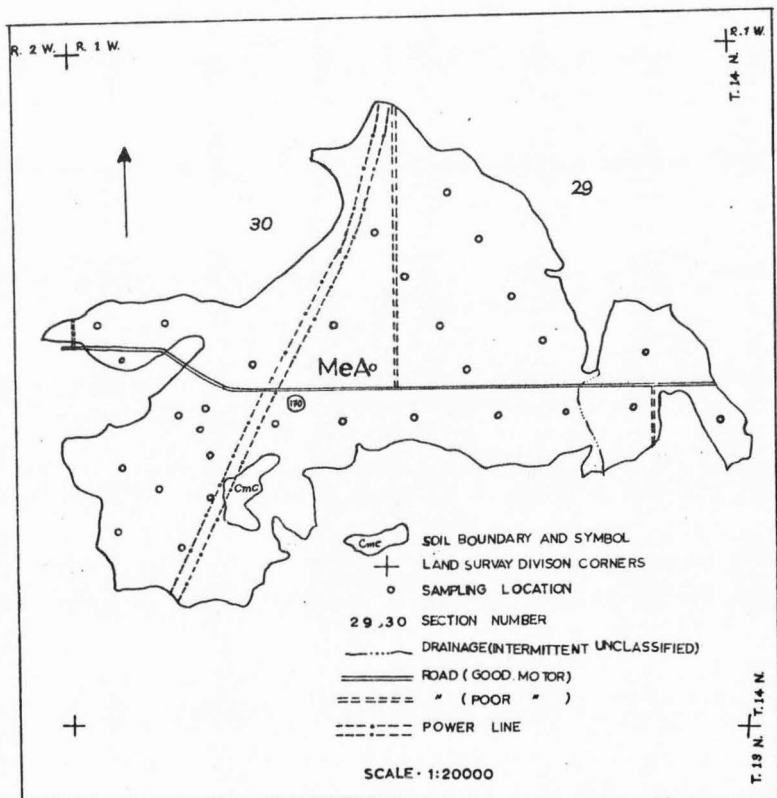 R. 2 W. R. 1 W.
R. 1 W.
T. 14 N.
29
30
MeA
170
CmC
CmC SOIL BOUNDARY AND SYMBOL
LAND SURVAY DIVISON CORNERS
SAMPLING LOCATION
29,30 SECTION NUMBER
DRAINAGE(INTERMITTENT UNCLASSIFIED)
ROAD (GOOD. MOTOR)
" (POOR " )
POWER LINE
T. 13 N. T. 14 N.
SCALE · 1:20000